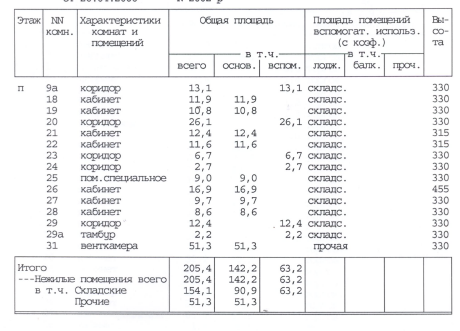 Этаж NN Характеристики Общая площадь Площадь помещений Вы-
комн. комнат и вспомогат. использ. со-
помещений (с коэф.) та
в т.ч. в т.ч.
всего основ. вспом. лодж. балк. проч.
п 9а коридор 13,1 13,1 складс. 330
18 кабинет 11,9 11,9 складс. 330
19 кабинет 10,8 10,8 складс. 330
20 коридор 26,1 26,1 складс. 330
21 кабинет 12,4 12,4 складс. 315
22 кабинет 11,6 11,6 складс. 315
23 коридор 6,7 6,7 складс. 330
24 коридор 2,7 2,7 складс. 330
25 пом.специальное 9,0 9,0 складс. 330
26 кабинет 16,9 16,9 складс. 455
27 кабинет 9,7 9,7 складс. 330
28 кабинет 8,6 8,6 складс. 330
29 коридор 12,4 12,4 складс. 330
29а тамбур 2,2 2,2 складс. 330
31 венткамера 51,3 51,3 прочая 330
Итого 205,4 142,2 63,2
---Нежилые помещения всего 205,4 142,2 63,2
в т.ч. Складские 154,1 90,9 63,2
Прочие 51,3 51,3